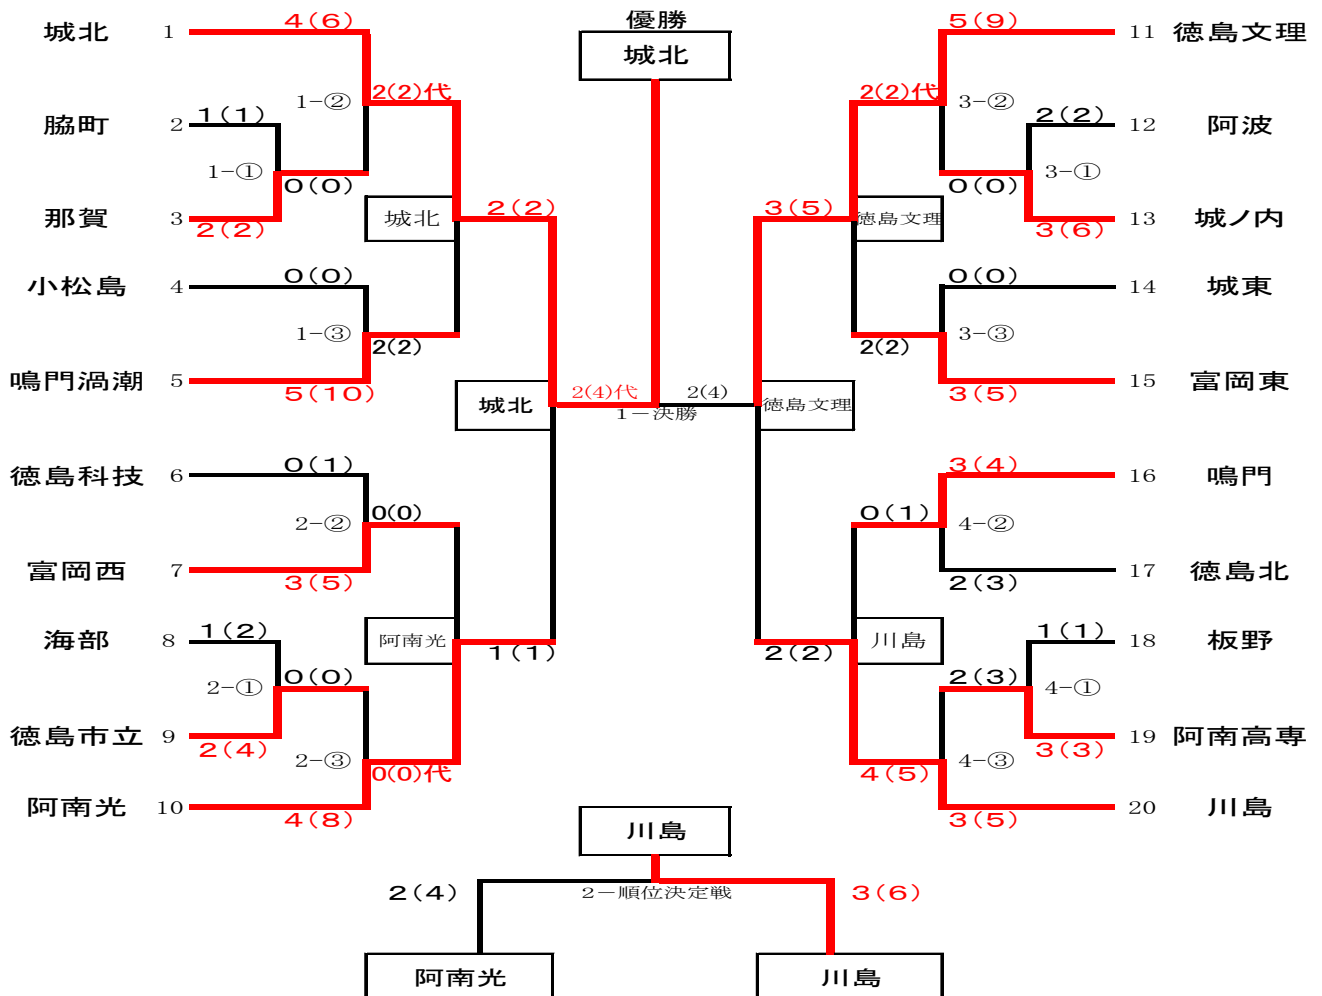 優勝
城北
城北 1 4(6)
1-② 2(2)代
脇町 2 1(1)
1-① 0(0)
那賀 3 2(2)
城北 2(2)
小松島 4 0(0)
1-③ 2(2)
鳴門渦潮 5 5(10)
城北 2(4)代
徳島科技 6 0(1)
2-② 0(0)
富岡西 7 3(5)
阿南光 1(1)
海部 8 1(2)
2-① 0(0)
徳島市立 9 2(4)
2-③ 0(0)代
阿南光 10 4(8)
1−決勝
5(9) 11 徳島文理
2(2)代 3-②
2(2) 12 阿波
0(0) 3-①
3(6) 13 城ノ内
3(5) 徳島文理
0(0) 14 城東
2(2) 3-③
3(5) 15 富岡東
2(4) 徳島文理
3(4) 16 鳴門
0(1) 4-②
2(3) 17 徳島北
2(2) 川島
1(1) 18 板野
2(3) 4-①
3(3) 19 阿南高専
4(5) 4-③
3(5) 20 川島
川島
2(4) 2−順位決定戦 3(6)
阿南光 川島